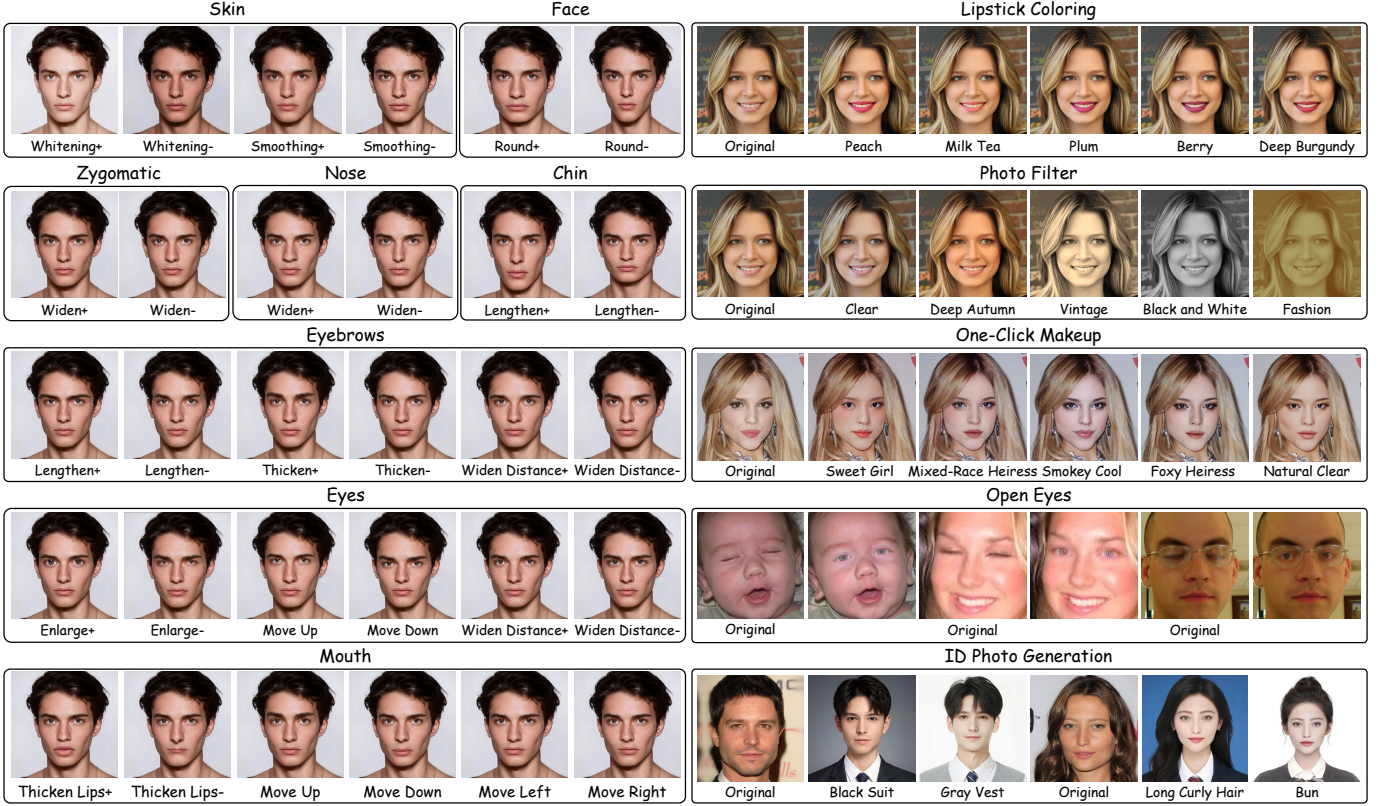 Skin
Face
Lipstick Coloring
Whitening+ Whitening- Smoothing+ Smoothing-
Round+ Round-
Original Peach Milk Tea Plum Berry Deep Burgundy
Zygomatic
Nose
Chin
Photo Filter
Widen+ Widen-
Widen+ Widen-
Lengthen+ Lengthen-
Original Clear Deep Autumn Vintage Black and White Fashion
Eyebrows
One-Click Makeup
Lengthen+ Lengthen- Thicken+ Thicken- Widen Distance+ Widen Distance-
Original Sweet Girl Mixed-Race Heiress Smokey Cool Foxy Heiress Natural Clear
Eyes
Open Eyes
Enlarge+ Enlarge- Move Up Move Down Widen Distance+ Widen Distance-
Original Original Original
Mouth
ID Photo Generation
Thicken Lips+ Thicken Lips- Move Up Move Down Move Left Move Right
Original Black Suit Gray Vest Original Long Curly Hair Bun